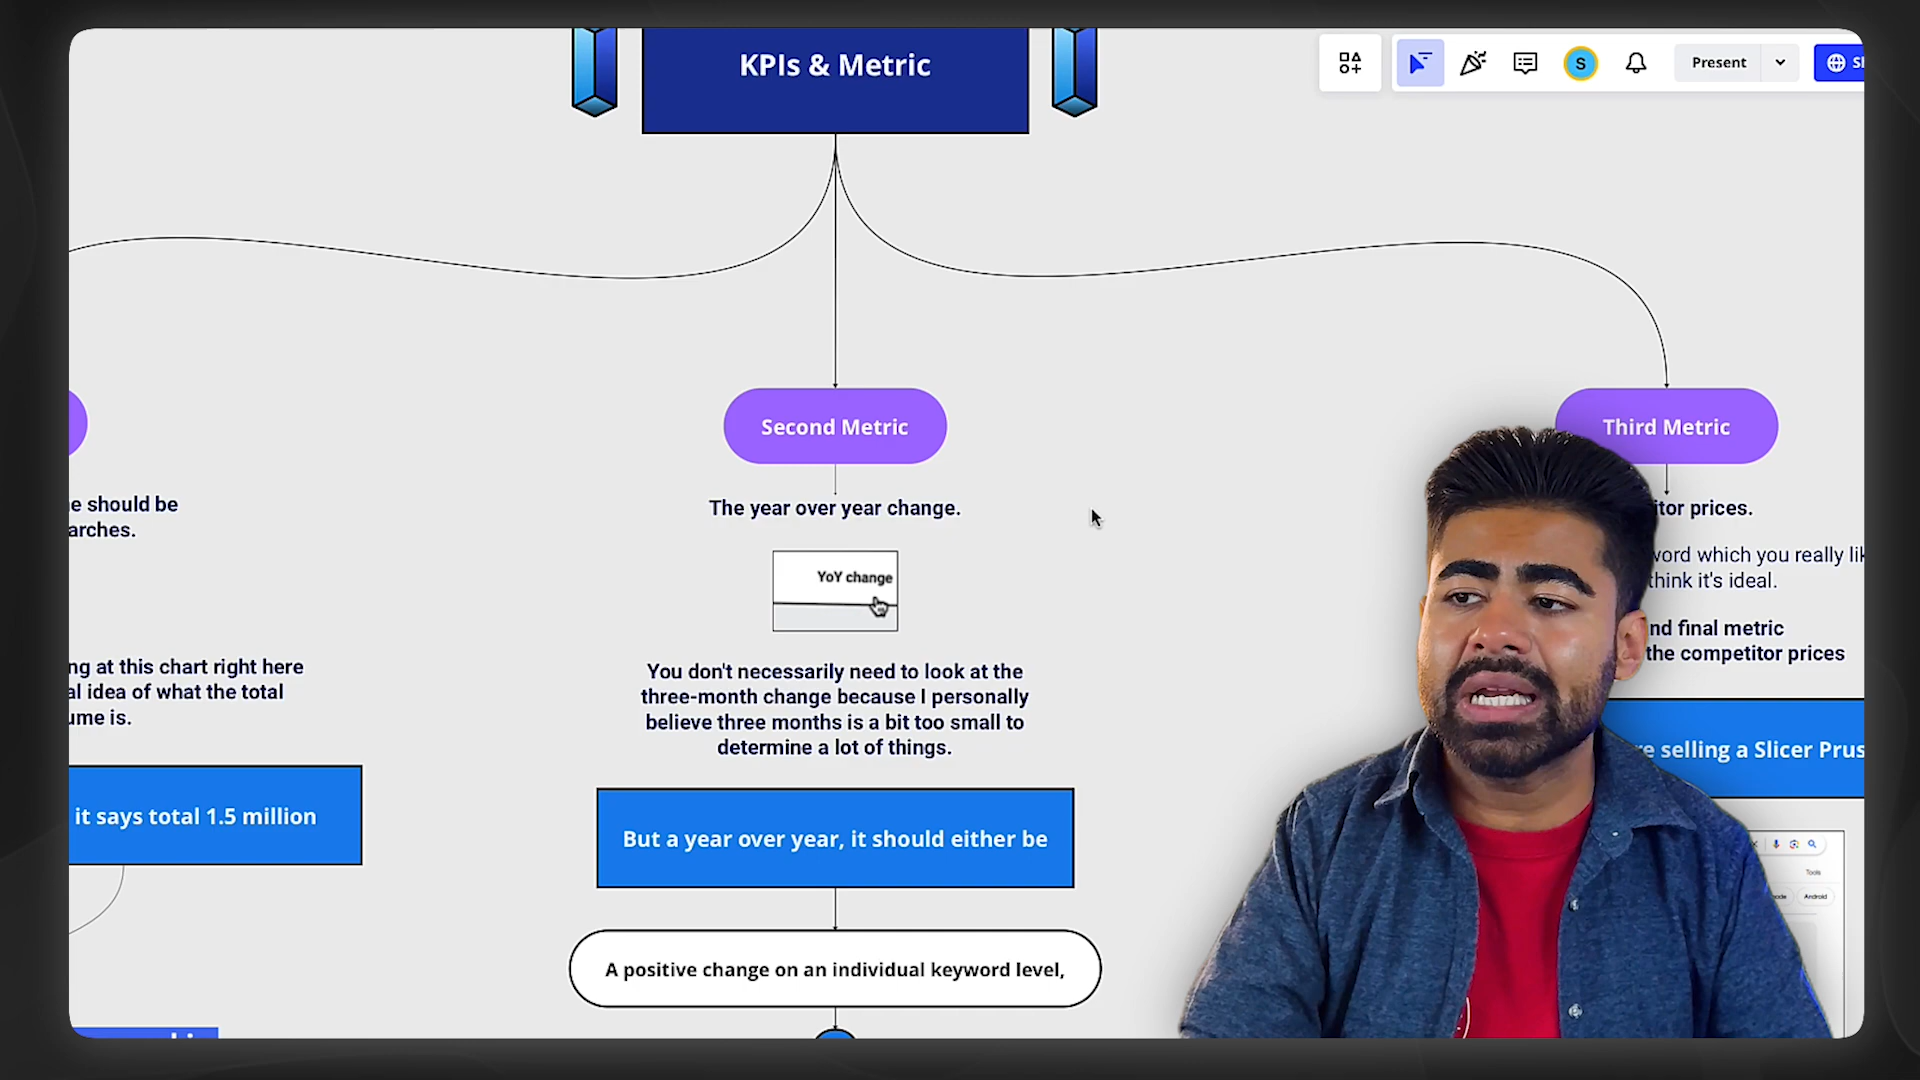 KPIs & Metric
S
Present
Second Metric
Third Metric
e should be
arches.
The year over year change.
YoY change
itor prices.
word which you really lik
think it's ideal.
nd final metric
the competitor prices
ng at this chart right here
al idea of what the total
ume is.
You don't necessarily need to look at the
three-month change because I personally
believe three months is a bit too small to
determine a lot of things.
it says total 1.5 million
But a year over year, it should either be
re selling a Slicer Prus
Tools
Android
A positive change on an individual keyword level,